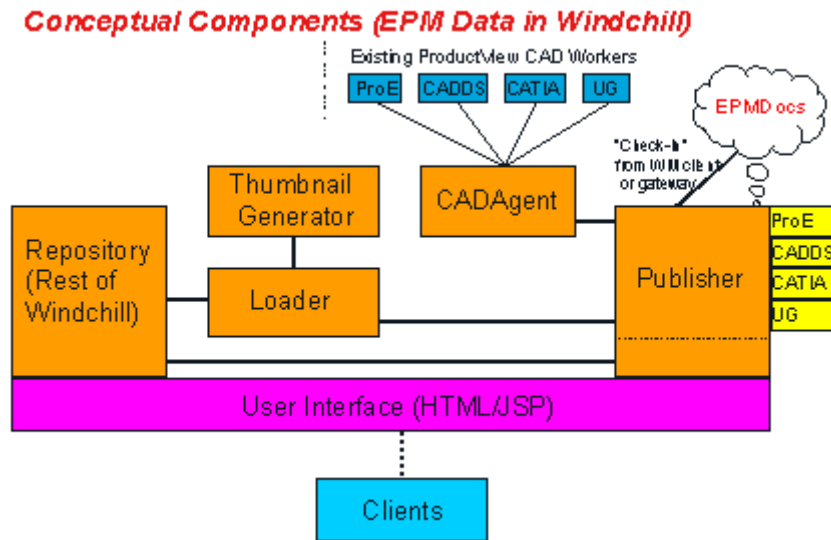 Conceptual Components (EPM Data in Windchill)
Existing ProductView CAD Workers
ProE
CADDS
CATIA
UG
EPMDocs
"Check-In"
from WM client
or gateway
Thumbnail
Generator
CADAgent
Repository
(Rest of
Windchill)
Loader
Publisher
ProE
CADDS
CATIA
UG
User Interface (HTML/JSP)
Clients